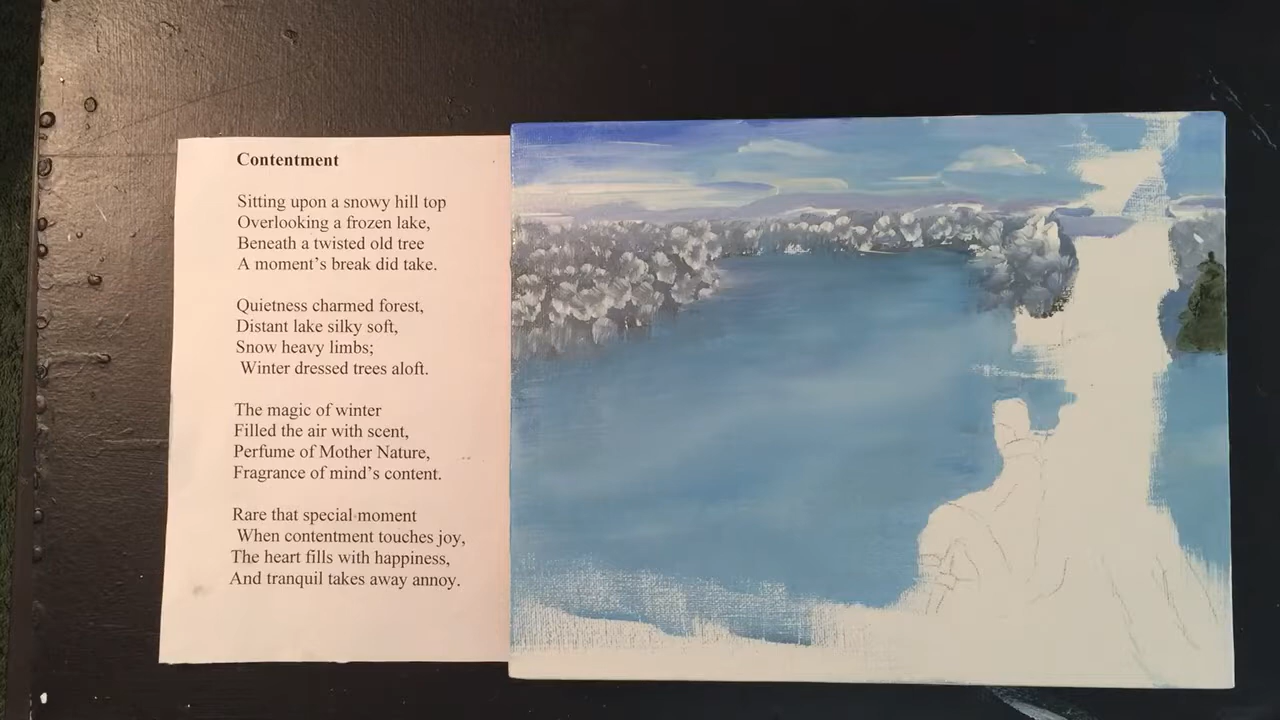 Contentment
Sitting upon a snowy hill top
Overlooking a frozen lake,
Beneath a twisted old tree
A moment's break did take.
Quietness charmed forest,
Distant lake silky soft,
Snow heavy limbs;
Winter dressed trees aloft.
The magic of winter
Filled the air with scent,
Perfume of Mother Nature,
Fragrance of mind's content.
Rare that special moment
When contentment touches joy,
The heart fills with happiness,
And tranquil takes away annoy.